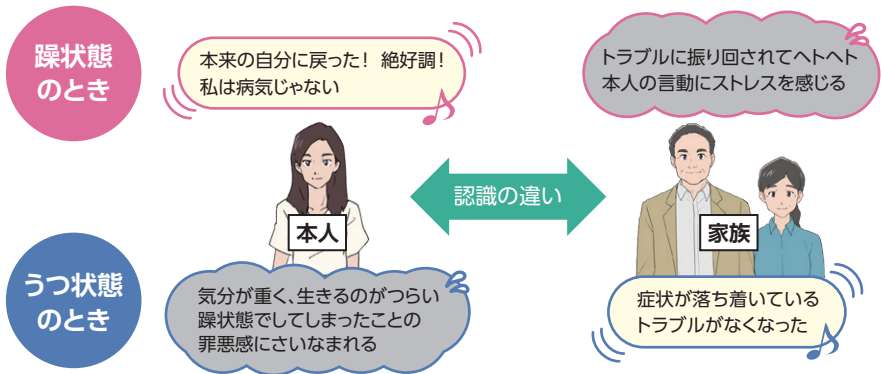 躁状態
のとき
本来の自分に戻った! 絶好調!
私は病気じゃない
トラブルに振り回されてヘトヘト
本人の言動にストレスを感じる
認識の違い
本人
家族
うつ状態
のとき
気分が重く、生きるのがつらい
躁状態でしてしまったことの
罪悪感にさいなまれる
症状が落ち着いている
トラブルがなくなった